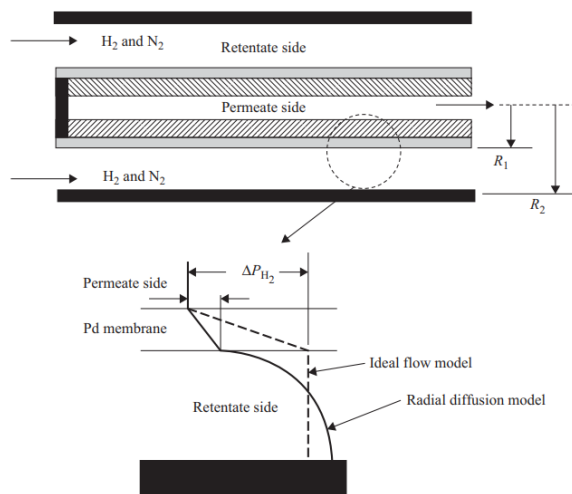 H2 and N2
Retentate side
Permeate side
R1
H2 and N2
R2
ΔPH2
Permeate side
Pd membrane
Ideal flow model
Radial diffusion model
Retentate side